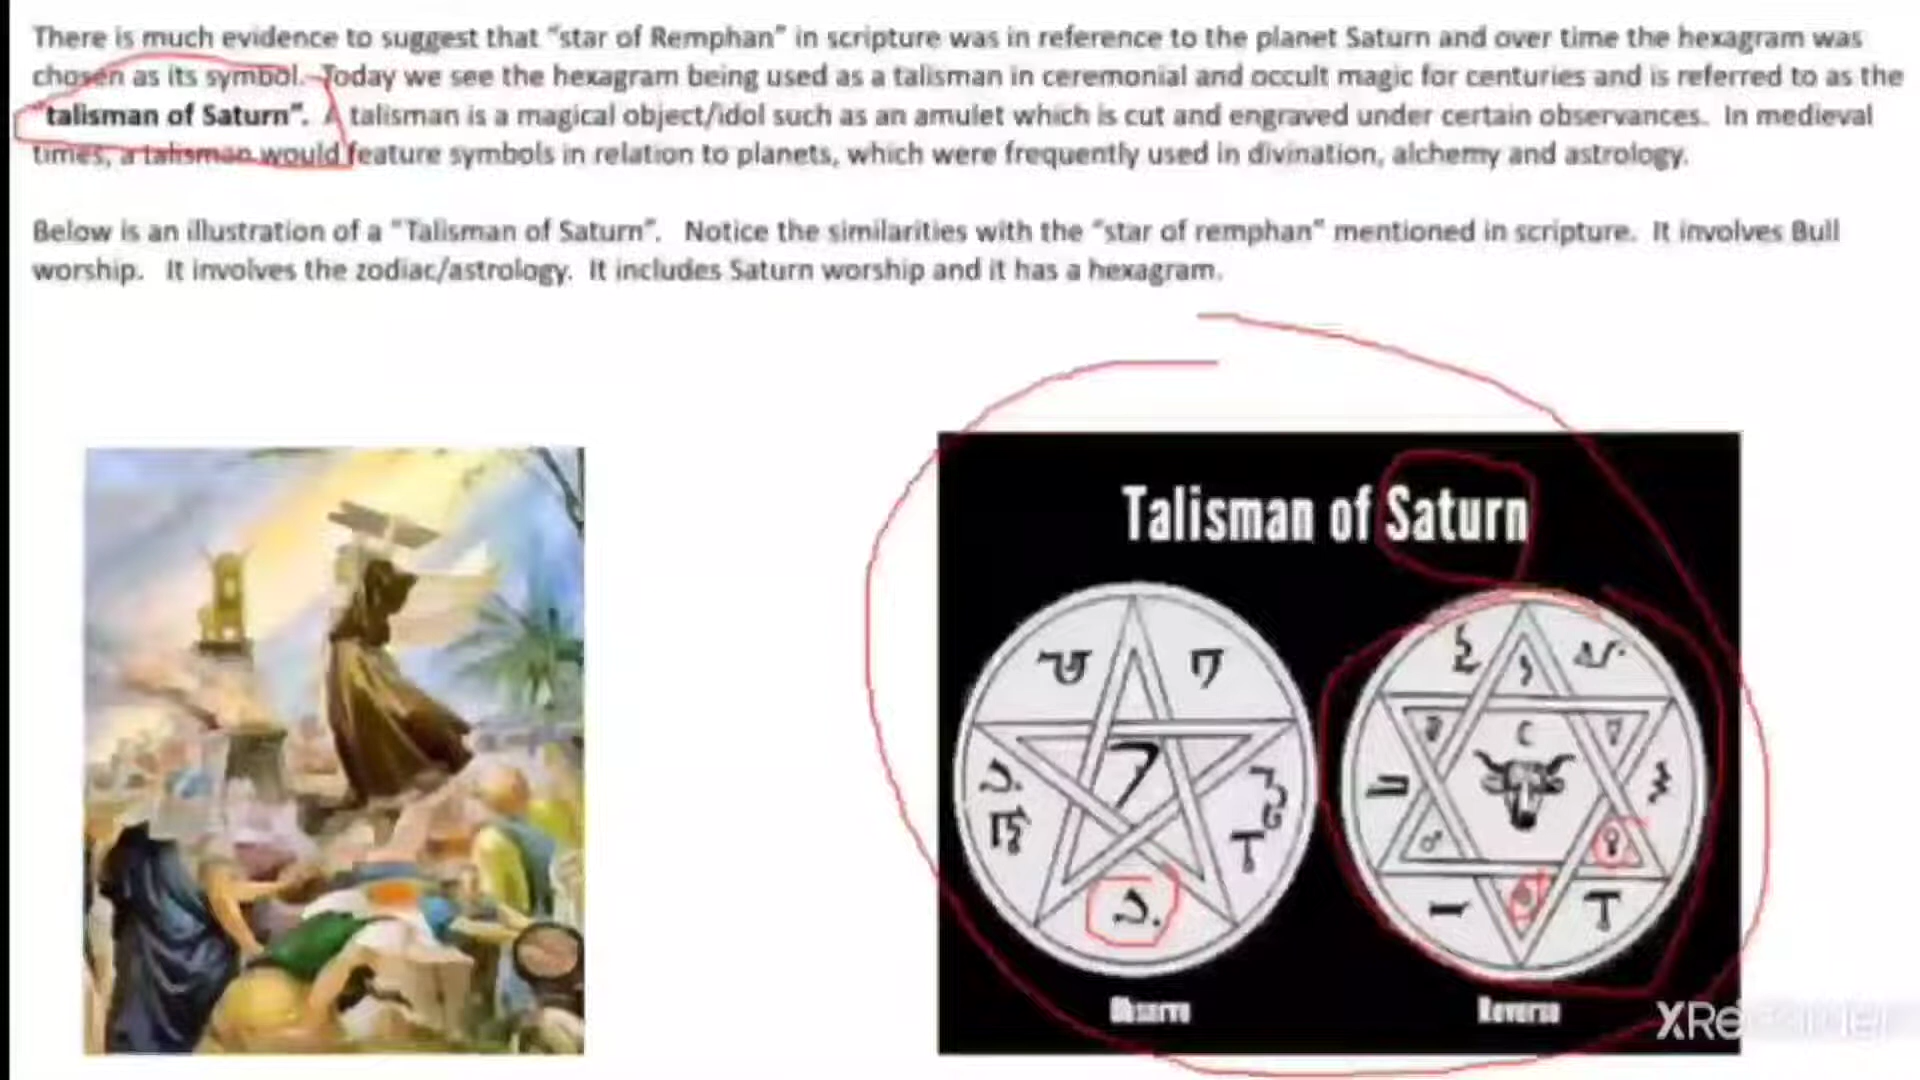 There is much evidence to suggest that "star of Remphan" in scripture was in reference to the planet Saturn and over time the hexagram was
chosen as its symbol. Today we see the hexagram being used as a talisman in ceremonial and occult magic for centuries and is referred to as the
"talisman of Saturn". A talisman is a magical object/idol such as an amulet which is cut and engraved under certain observances. In medieval
times, a talisman would feature symbols in relation to planets, which were frequently used in divination, alchemy and astrology.
Below is an illustration of a "Talisman of Saturn". Notice the similarities with the "star of remphan" mentioned in scripture. It involves Bull
worship. It involves the zodiac/astrology. It includes Saturn worship and it has a hexagram.
Talisman of Saturn
Reverse